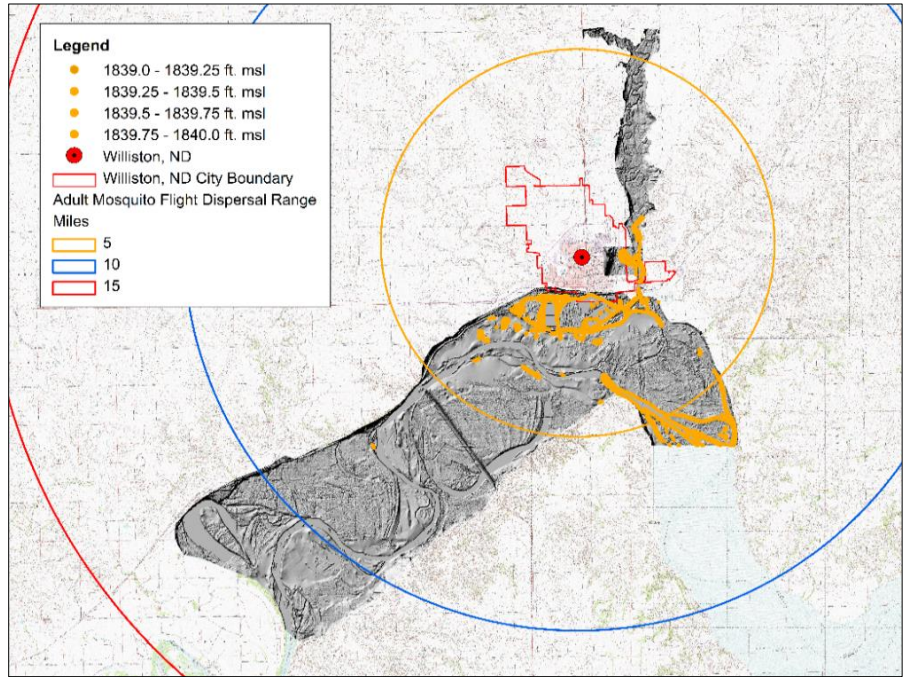 Legend
1839.0 - 1839.25 ft. msl
1839.25 - 1839.5 ft. msl
1839.5 - 1839.75 ft. msl
1839.75 - 1840.0 ft. msl
Williston, ND
Williston, ND City Boundary
Adult Mosquito Flight Dispersal Range
Miles
5
10
15